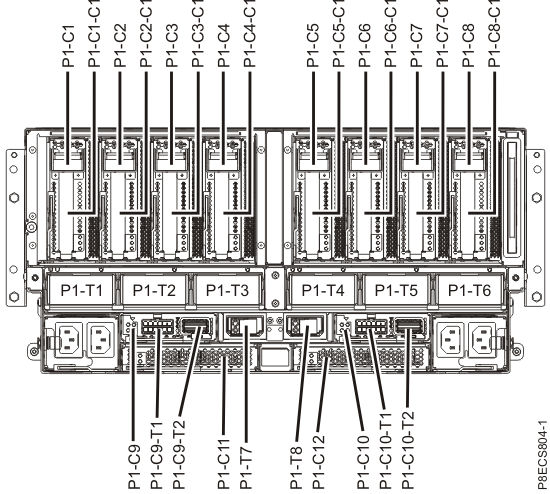 P1-C1
P1-C1-C1
P1-C2
P1-C2-C1
P1-C3
P1-C3-C1
P1-C4
P1-C4-C1
P1-C5
P1-C5-C1
P1-C6
P1-C6-C1
P1-C7
P1-C7-C1
P1-C8
P1-C8-C1
P1-T1
P1-T2
P1-T3
P1-T4
P1-T5
P1-T6
P1-C9
P1-C9-T1
P1-C9-T2
P1-C11
P1-T7
P1-T8
P1-C12
P1-C10
P1-C10-T1
P1-C10-T2
P8ECS804-1